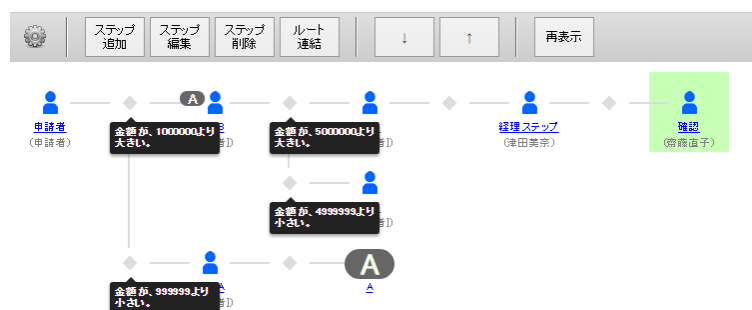 ステップ
追加
ステップ
編集
ステップ
削除
ルート
連結
↓
↑
再表示
A
申請者
(申請者)
金額が、1000000より
大きい。
B
者])
金額が、5000000より
大きい。
者])
経理ステップ
(津田美奈)
確認
(齋藤直子)
金額が、4999999より
小さい。
者])
金額が、999999より
小さい。
A
者])
A
A